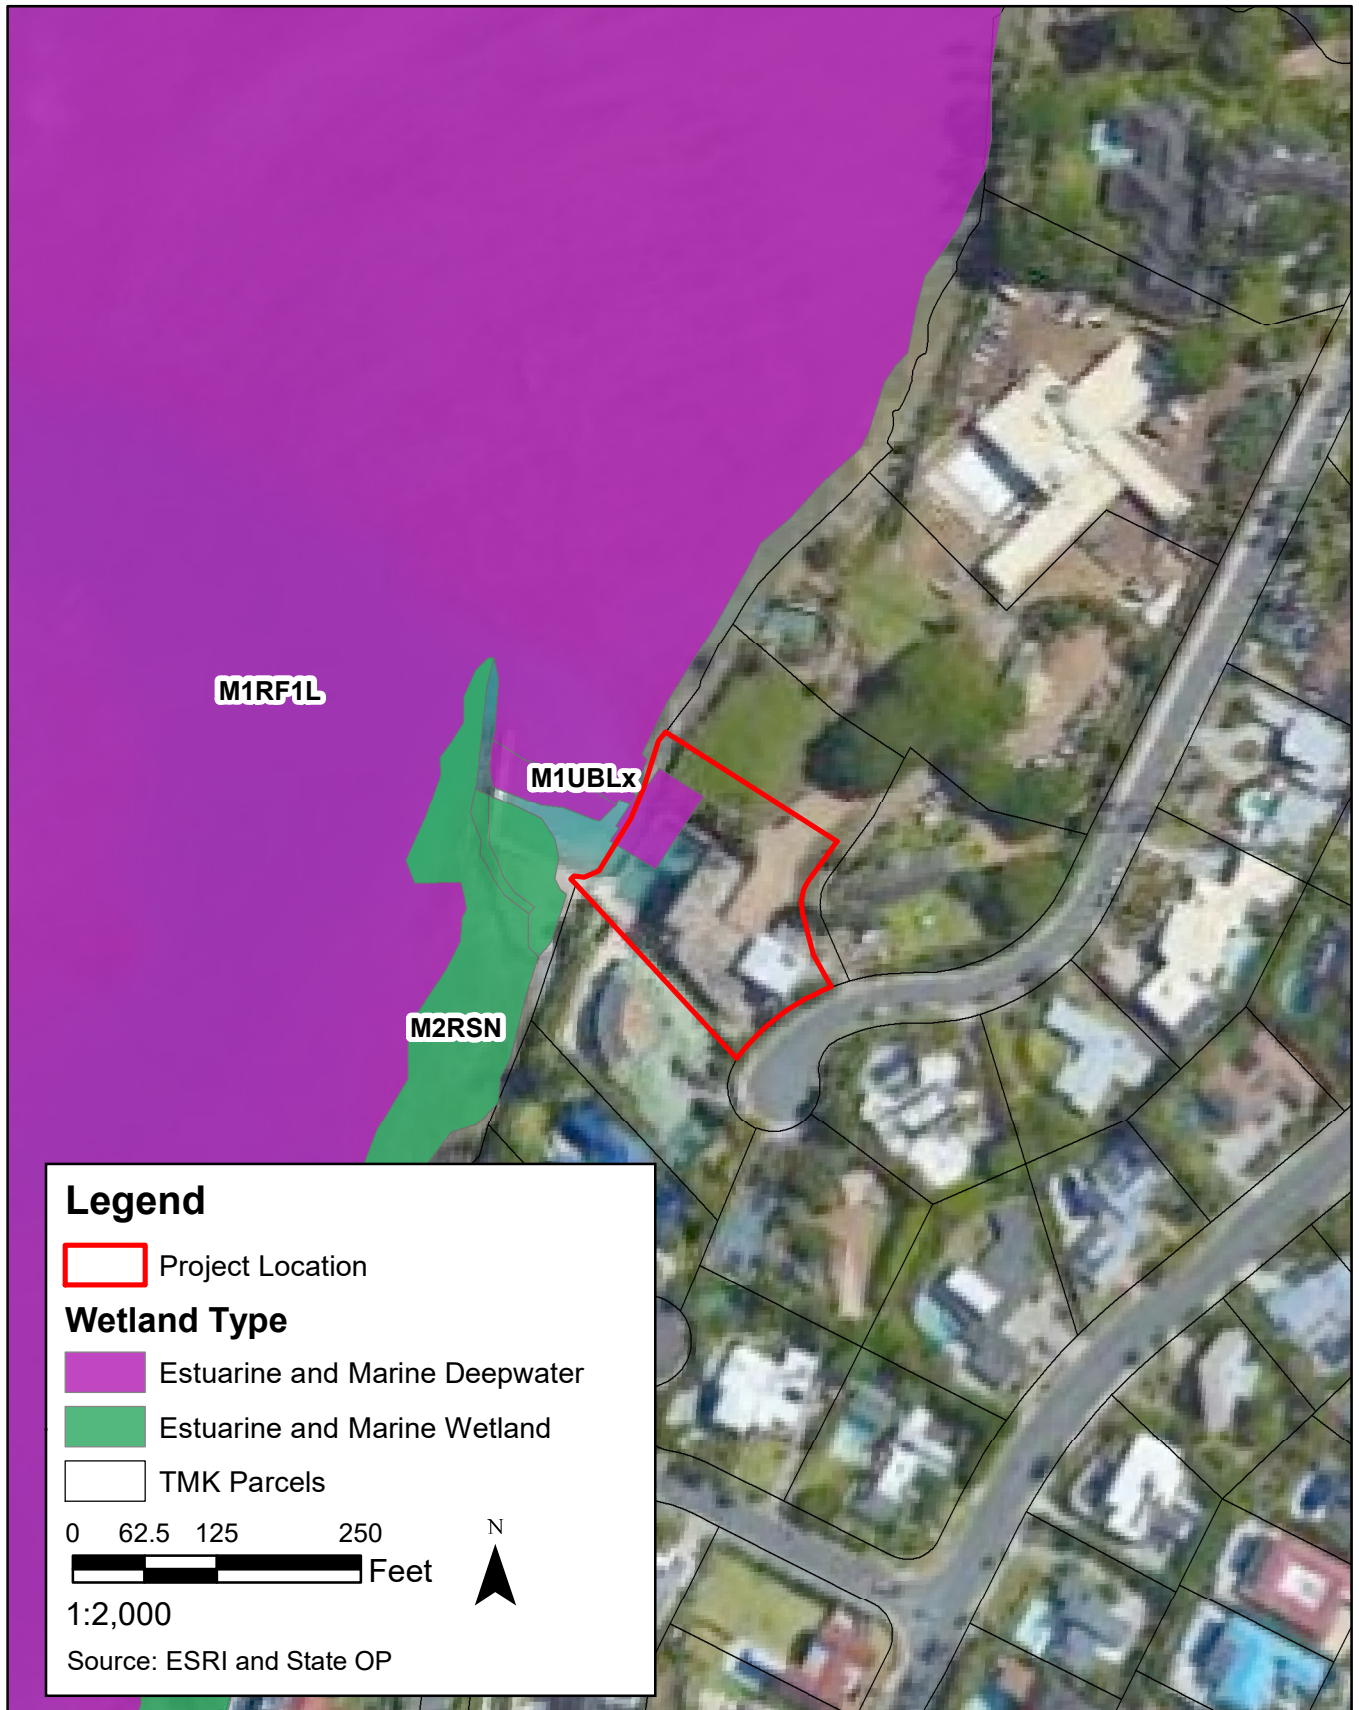 M1RF1L
M1UBLx
M2RSN
Legend
Project Location
Wetland Type
Estuarine and Marine Deepwater
Estuarine and Marine Wetland
TMK Parcels
0 62.5 125 250
Feet
N
1:2,000
Source: ESRI and State OP